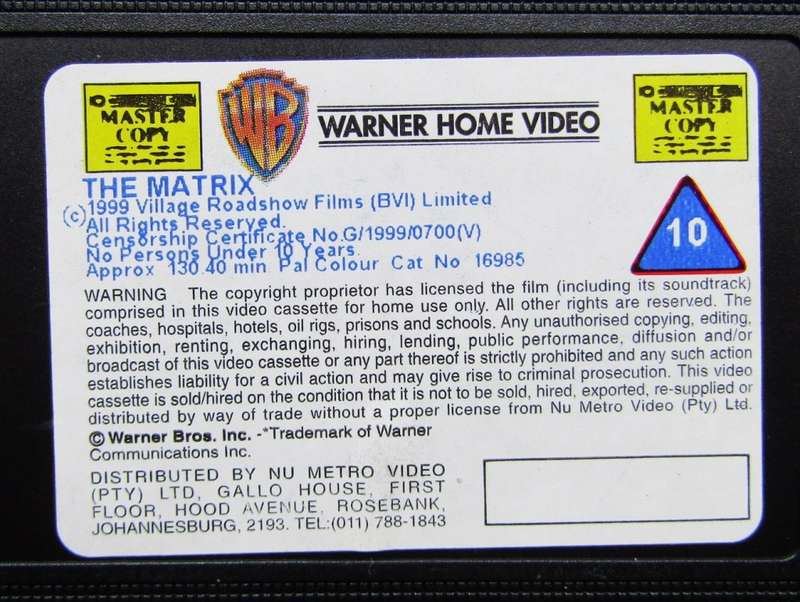 MASTER
COPY
WB
WARNER HOME VIDEO
MASTER
COPY
THE MATRIX
(c) 1999 Village Roadshow Films (BVI) Limited
All Rights Reserved.
Censorship Certificate No.G/1999/0700(V)
No Persons Under 10 Years.
Approx 130.40 min Pal Colour Cat No 16985
10
WARNING The copyright proprietor has licensed the film (including its soundtrack)
comprised in this video cassette for home use only. All other rights are reserved. The
coaches, hospitals, hotels, oil rigs, prisons and schools. Any unauthorised copying, editing,
exhibition, renting, exchanging, hiring, lending, public performance, diffusion and/or
broadcast of this video cassette or any part thereof is strictly prohibited and any such action
establishes liability for a civil action and may give rise to criminal prosecution. This video
cassette is sold/hired on the condition that it is not to be sold, hired, exported, re-supplied or
distributed by way of trade without a proper license from Nu Metro Video (Pty) Ltd.
© Warner Bros. Inc. -*Trademark of Warner
Communications Inc.
DISTRIBUTED BY NU METRO VIDEO
(PTY) LTD, GALLO HOUSE, FIRST
FLOOR, HOOD AVENUE, ROSEBANK,
JOHANNESBURG, 2193. TEL:(011) 788-1843